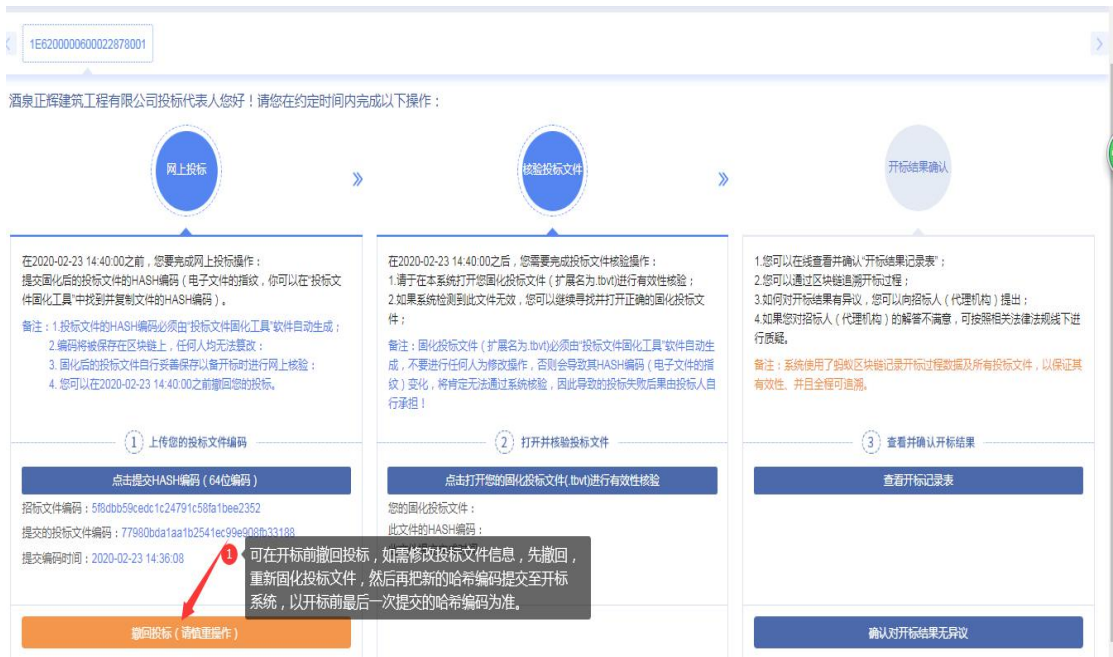 1E6200000600022878001
酒泉正辉建筑工程有限公司投标代表人您好！请您在约定时间内完成以下操作：
网上投标
核验投标文件
开标结果确认
在2020-02-23 14:40:00之前，您要完成网上投标操作：
提交固化后的投标文件的HASH编码（电子文件的指纹，你可以在"投标文
件固化工具"中找到并复制文件的HASH编码）。
备注：1.投标文件的HASH编码必须由"投标文件固化工具"软件自动生成；
2.编码将被保存在区块链上，任何人均无法篡改；
3. 固化后的投标文件自行妥善保存以备开标时进行网上核验；
4. 您可以在2020-02-23 14:40:00之前撤回您的投标。
1 上传您的投标文件编码
点击提交HASH编码（64位编码）
招标文件编码：5f8dbb59cedc1c24791c58fa1bee2352
提交的投标文件编码：77980bda1aa1b2541ec99e908fb33188
提交编码时间：2020-02-23 14:36:08
撤回投标（请慎重操作）
在2020-02-23 14:40:00之后，您需要完成投标文件核验操作：
1.请于在本系统打开您固化投标文件（扩展名为.tbvt)进行有效性核验；
2.如果系统检测到此文件无效，您可以继续寻找并打开正确的固化投标文
件；
备注：固化投标文件（扩展名为.tbvt)必须由"投标文件固化工具"软件自动生
成，不要进行任何人为修改操作，否则会导致其HASH编码（电子文件的指
纹）变化，将肯定无法通过系统核验，因此导致的投标失败后果由投标人自
行承担！
2 打开并核验投标文件
点击打开您的固化投标文件(.tbvt)进行有效性核验
您的固化投标文件：
此文件的HASH编码：
1 可在开标前撤回投标，如需修改投标文件信息，先撤回，
重新固化投标文件，然后再把新的哈希编码提交至开标
系统，以开标前最后一次提交的哈希编码为准。
1.您可以在线查看并确认"开标结果记录表"；
2.您可以通过区块链追溯开标过程；
3.如何对开标结果有异议，您可以向招标人（代理机构）提出；
4.如果您对招标人（代理机构）的解答不满意，可按照相关法律法规线下进
行质疑。
备注：系统使用了蚂蚁区块链记录开标过程数据及所有投标文件，以保证其
有效性、并且全程可追溯。
3 查看并确认开标结果
查看开标记录表
确认对开标结果无异议